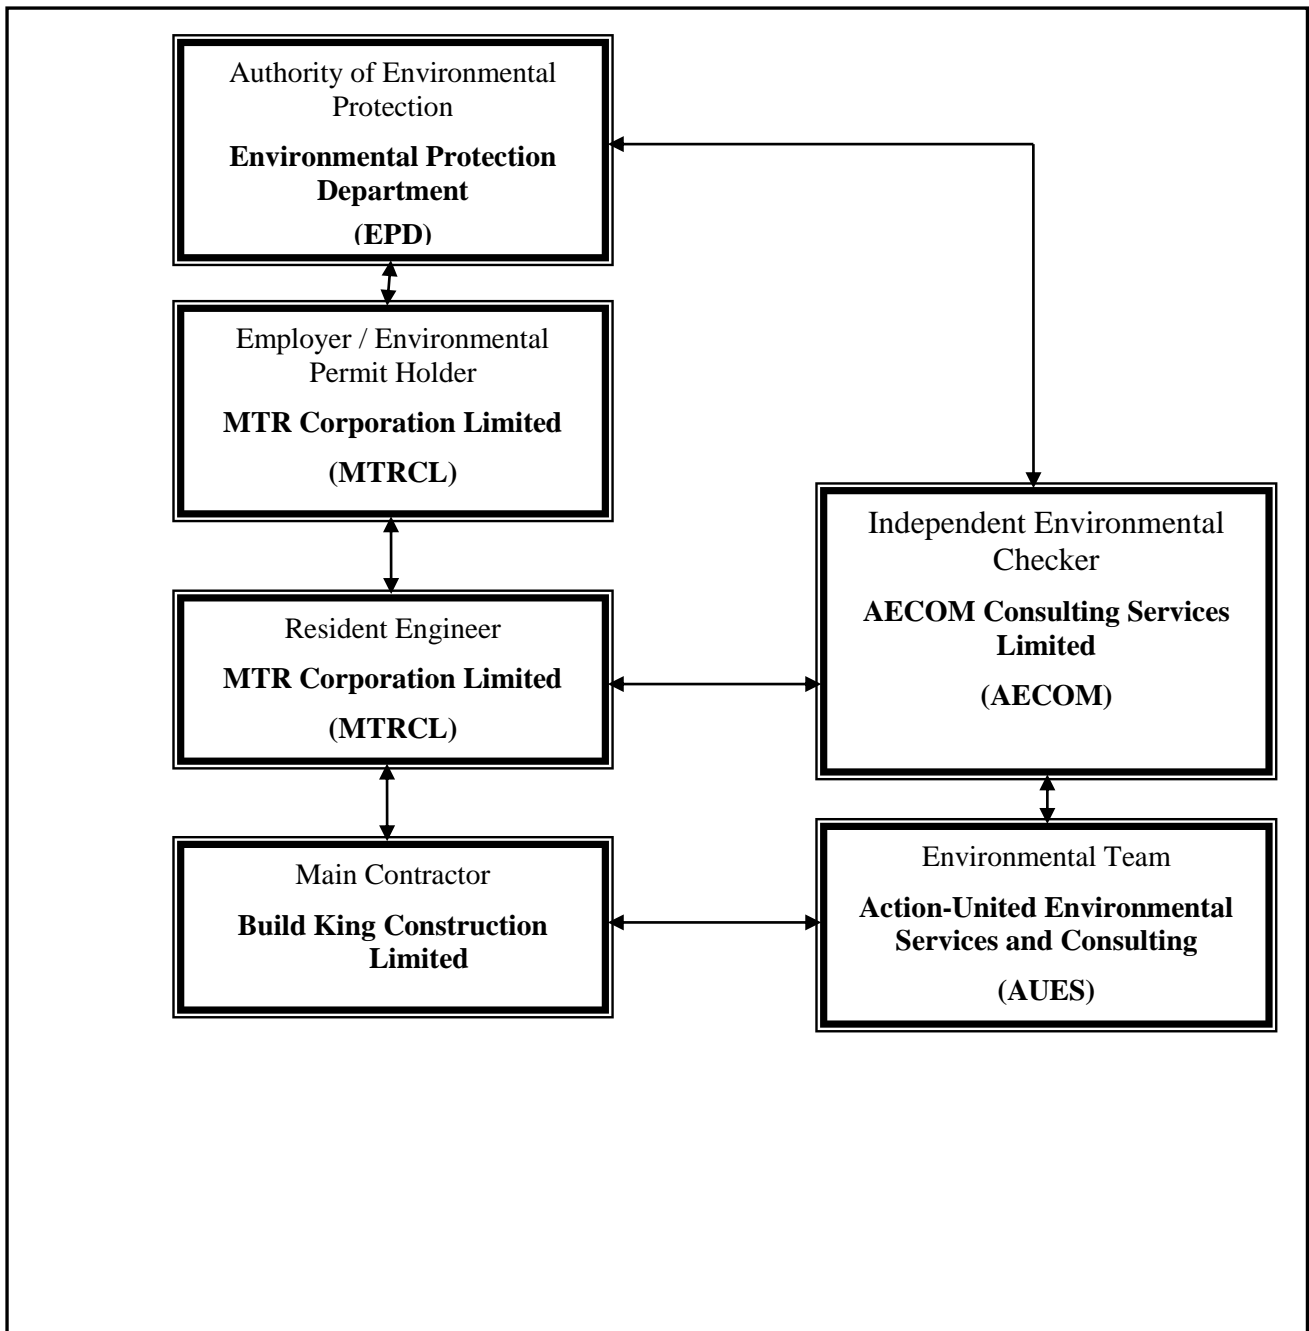 Authority of Environmental
Protection
Environmental Protection
Department
(EPD)
Employer / Environmental
Permit Holder
MTR Corporation Limited
(MTRCL)
Resident Engineer
MTR Corporation Limited
(MTRCL)
Main Contractor
Build King Construction
Limited
Independent Environmental
Checker
AECOM Consulting Services
Limited
(AECOM)
Environmental Team
Action-United Environmental
Services and Consulting
(AUES)